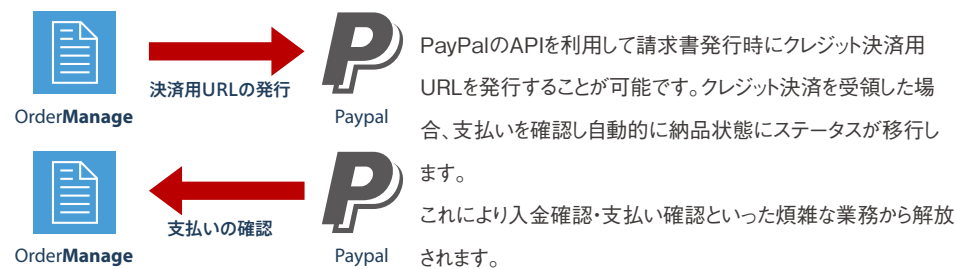 決済用URLの発行
OrderManage
Paypal
支払いの確認
OrderManage
Paypal
PayPalのAPIを利用して請求書発行時にクレジット決済用
URLを発行することが可能です。クレジット決済を受領した場
合、支払いを確認し自動的に納品状態にステータスが移行し
ます。
これにより入金確認・支払い確認といった煩雑な業務から解放
されます。